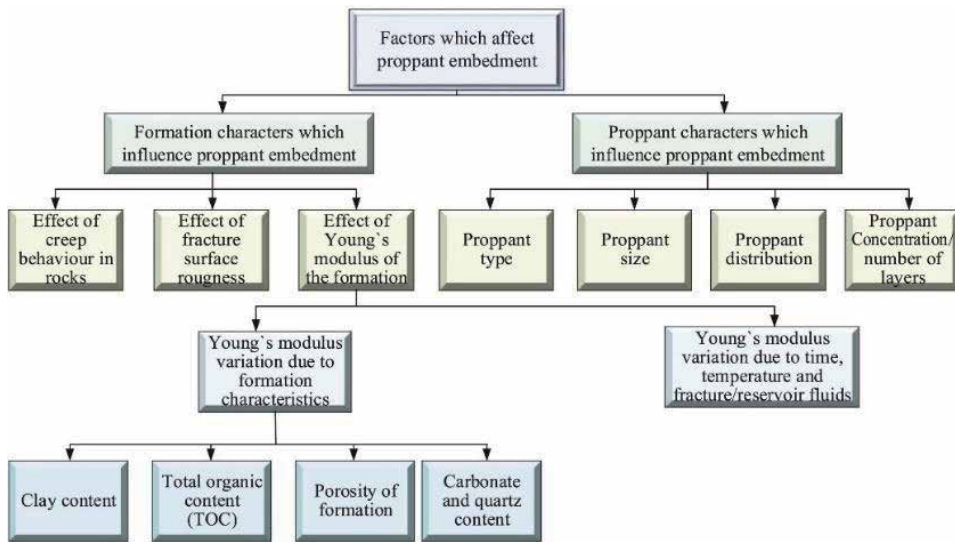 Factors which affect
proppant embedment
Formation characters which
influence proppant embedment
Proppant characters which
influence proppant embedment
Effect of
creep
behaviour in
rocks
Effect of
fracture
surface
rougness
Effect of
Young`s
modulus of
the formation
Proppant
type
Proppant
size
Proppant
distribution
Proppant
Concentration/
number of
layers
Young`s modulus
variation due to
formation
characteristics
Young`s modulus
variation due to time,
temperature and
fracture/reservoir fluids
Clay content
Total organic
content
(TOC)
Porosity of
formation
Carbonate
and quartz
content